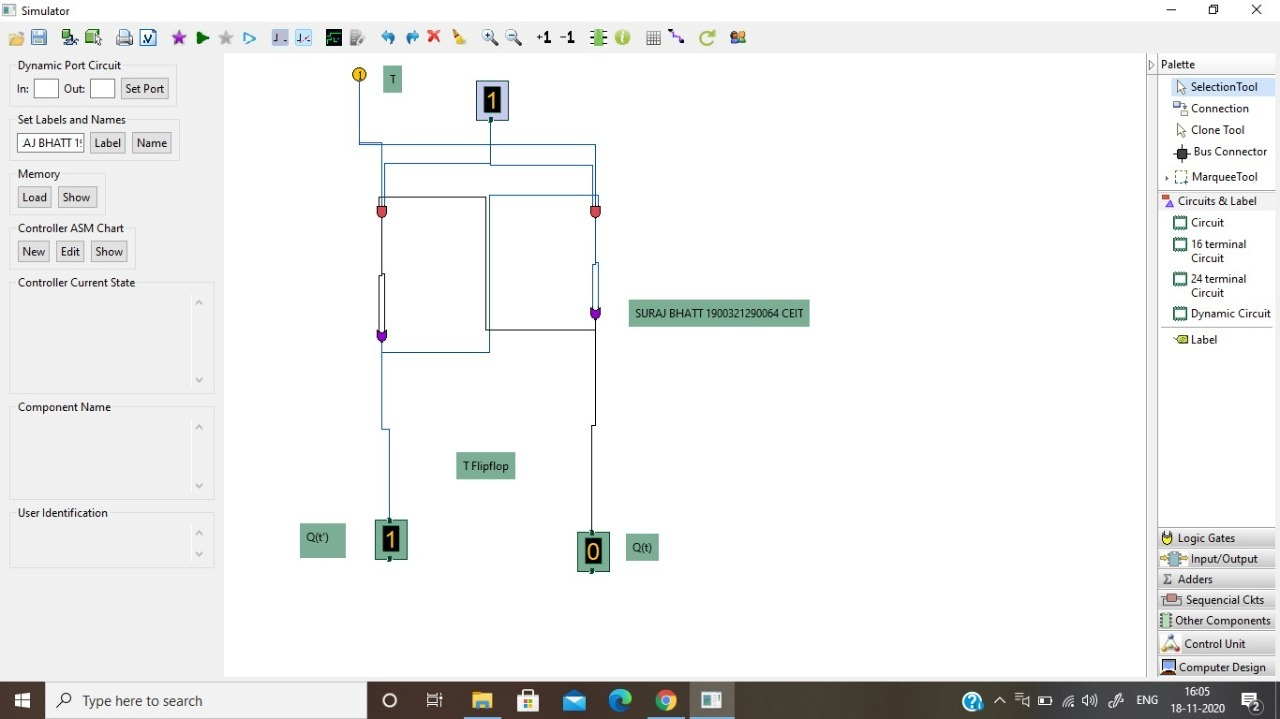 Simulator
+1 -1
Dynamic Port Circuit
In: Out: Set Port
Set Labels and Names
.AJ BHATT 1! Label Name
Memory
Load Show
Controller ASM Chart
New Edit Show
Controller Current State
Component Name
User Identification
1
T
1
SURAJ BHATT 1900321290064 CEIT
T Flipflop
Q(t')
1
0
Q(t)
Palette
SelectionTool
Connection
Clone Tool
Bus Connector
MarqueeTool
Circuits & Label
Circuit
16 terminal
Circuit
24 terminal
Circuit
Dynamic Circuit
Label
Logic Gates
Input/Output
Σ Adders
Sequencial Ckts
Other Components
Control Unit
Computer Design
Type here to search
ENG
16:05
18-11-2020
2